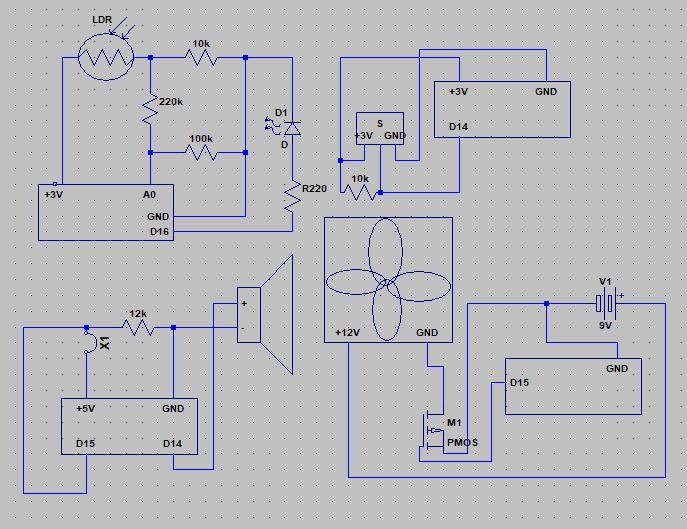 LDR
10k
220k
100k
D1
D
R220
+3V
A0
GND
D16
+3V
GND
D14
S
+3V
GND
10k
12k
X1
+
-
+5V
GND
D15
D14
+12V
GND
V1
+
9V
GND
D15
M1
PMOS